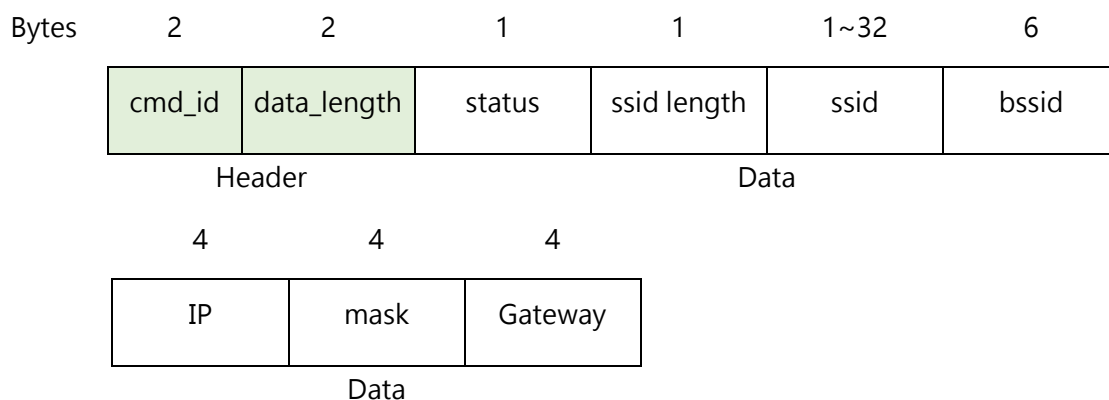 Bytes 2 2 1 1 1~32 6
cmd_id data_length status ssid length ssid bssid
Header Data
4 4 4
IP mask Gateway
Data